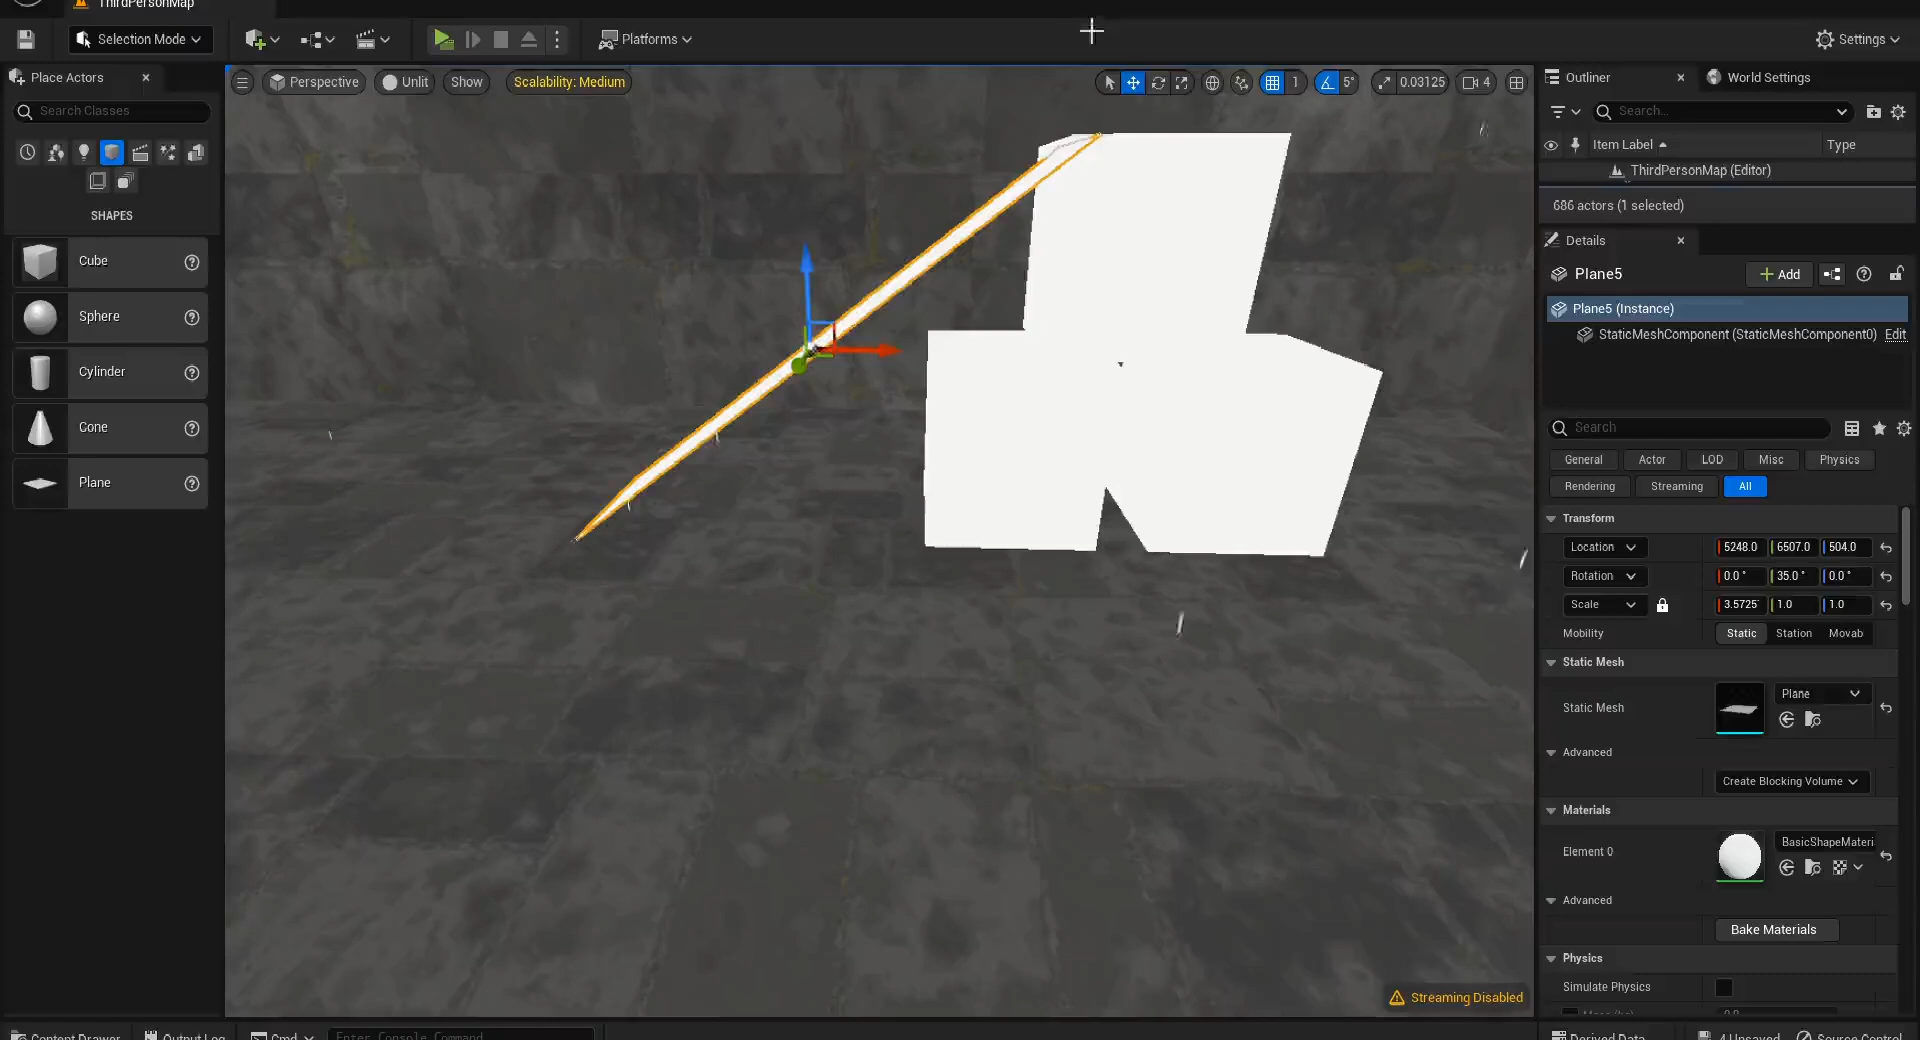 ThirdPersonMap
Selection Mode
Platforms
Settings
Place Actors
Perspective
Unlit
Show
Scalability: Medium
1
5°
0.03125
4
Outliner
World Settings
Search Classes
Search...
Item Label
Type
ThirdPersonMap (Editor)
686 actors (1 selected)
SHAPES
Cube
Sphere
Cylinder
Cone
Plane
Details
Plane5
Add
Plane5 (Instance)
StaticMeshComponent (StaticMeshComponent0)
Edit
Search
General
Actor
LOD
Misc
Physics
Rendering
Streaming
All
Transform
Location
5248.0
6507.0
504.0
Rotation
0.0°
35.0°
0.0°
Scale
3.5725
1.0
1.0
Mobility
Static
Station
Movab
Static Mesh
Static Mesh
Plane
Advanced
Create Blocking Volume
Materials
Element 0
BasicShapeMateri
Advanced
Bake Materials
Physics
Simulate Physics
Streaming Disabled
Content Drawer
Output Log
Cmd
Enter Console Command
Derived Data
4 Unsaved
Source Control